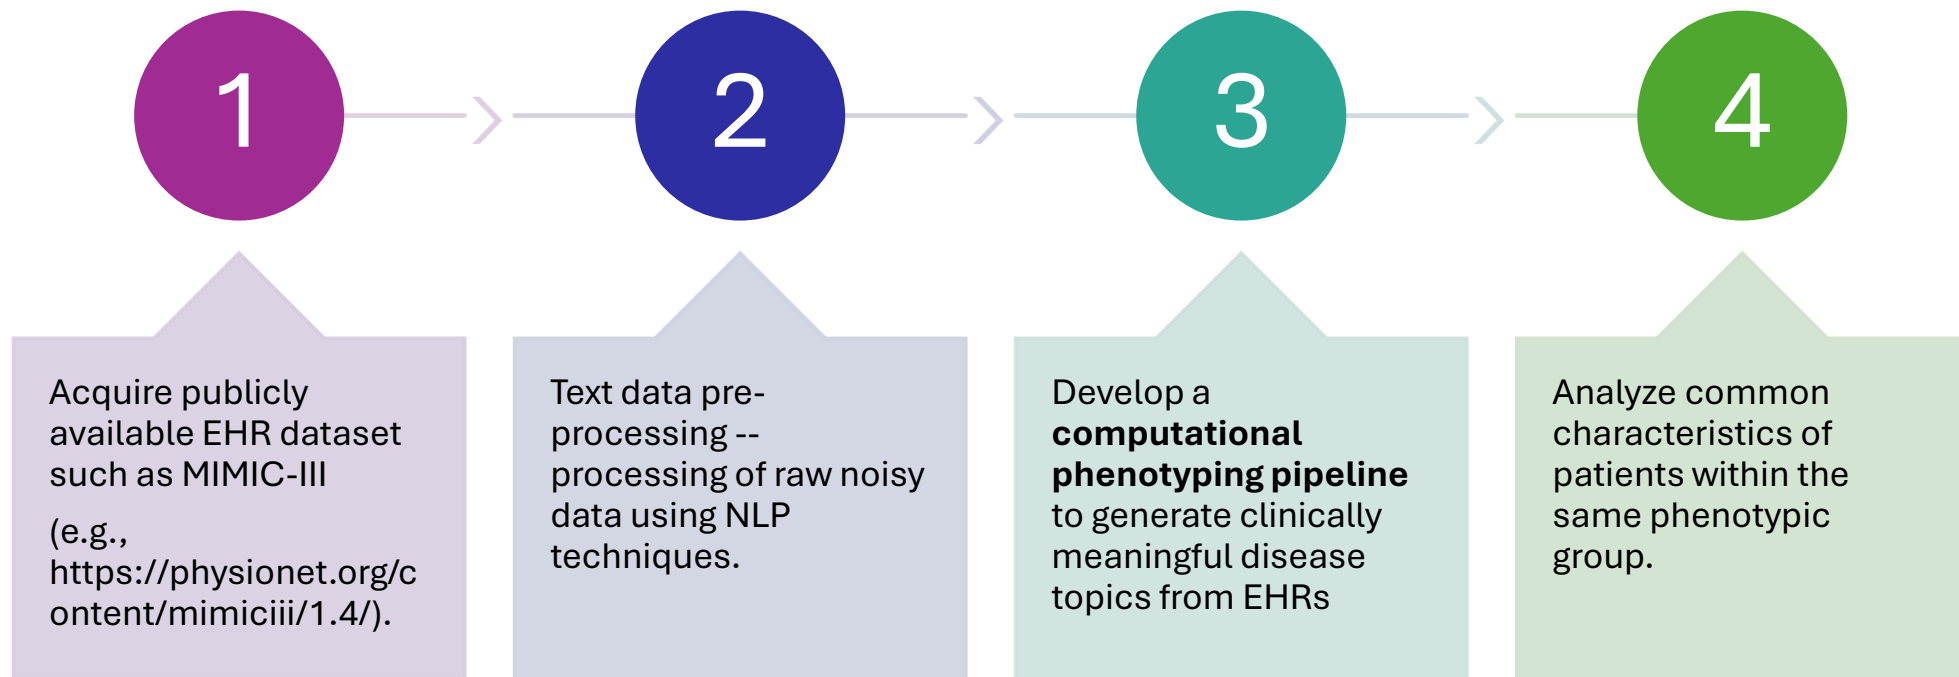 1
2
3
4
Acquire publicly
available EHR dataset
such as MIMIC-III
(e.g.,
https://physionet.org/c
ontent/mimiciii/1.4/).
Text data pre-
processing --
processing of raw noisy
data using NLP
techniques.
Develop a
computational
phenotyping pipeline
to generate clinically
meaningful disease
topics from EHRs
Analyze common
characteristics of
patients within the
same phenotypic
group.